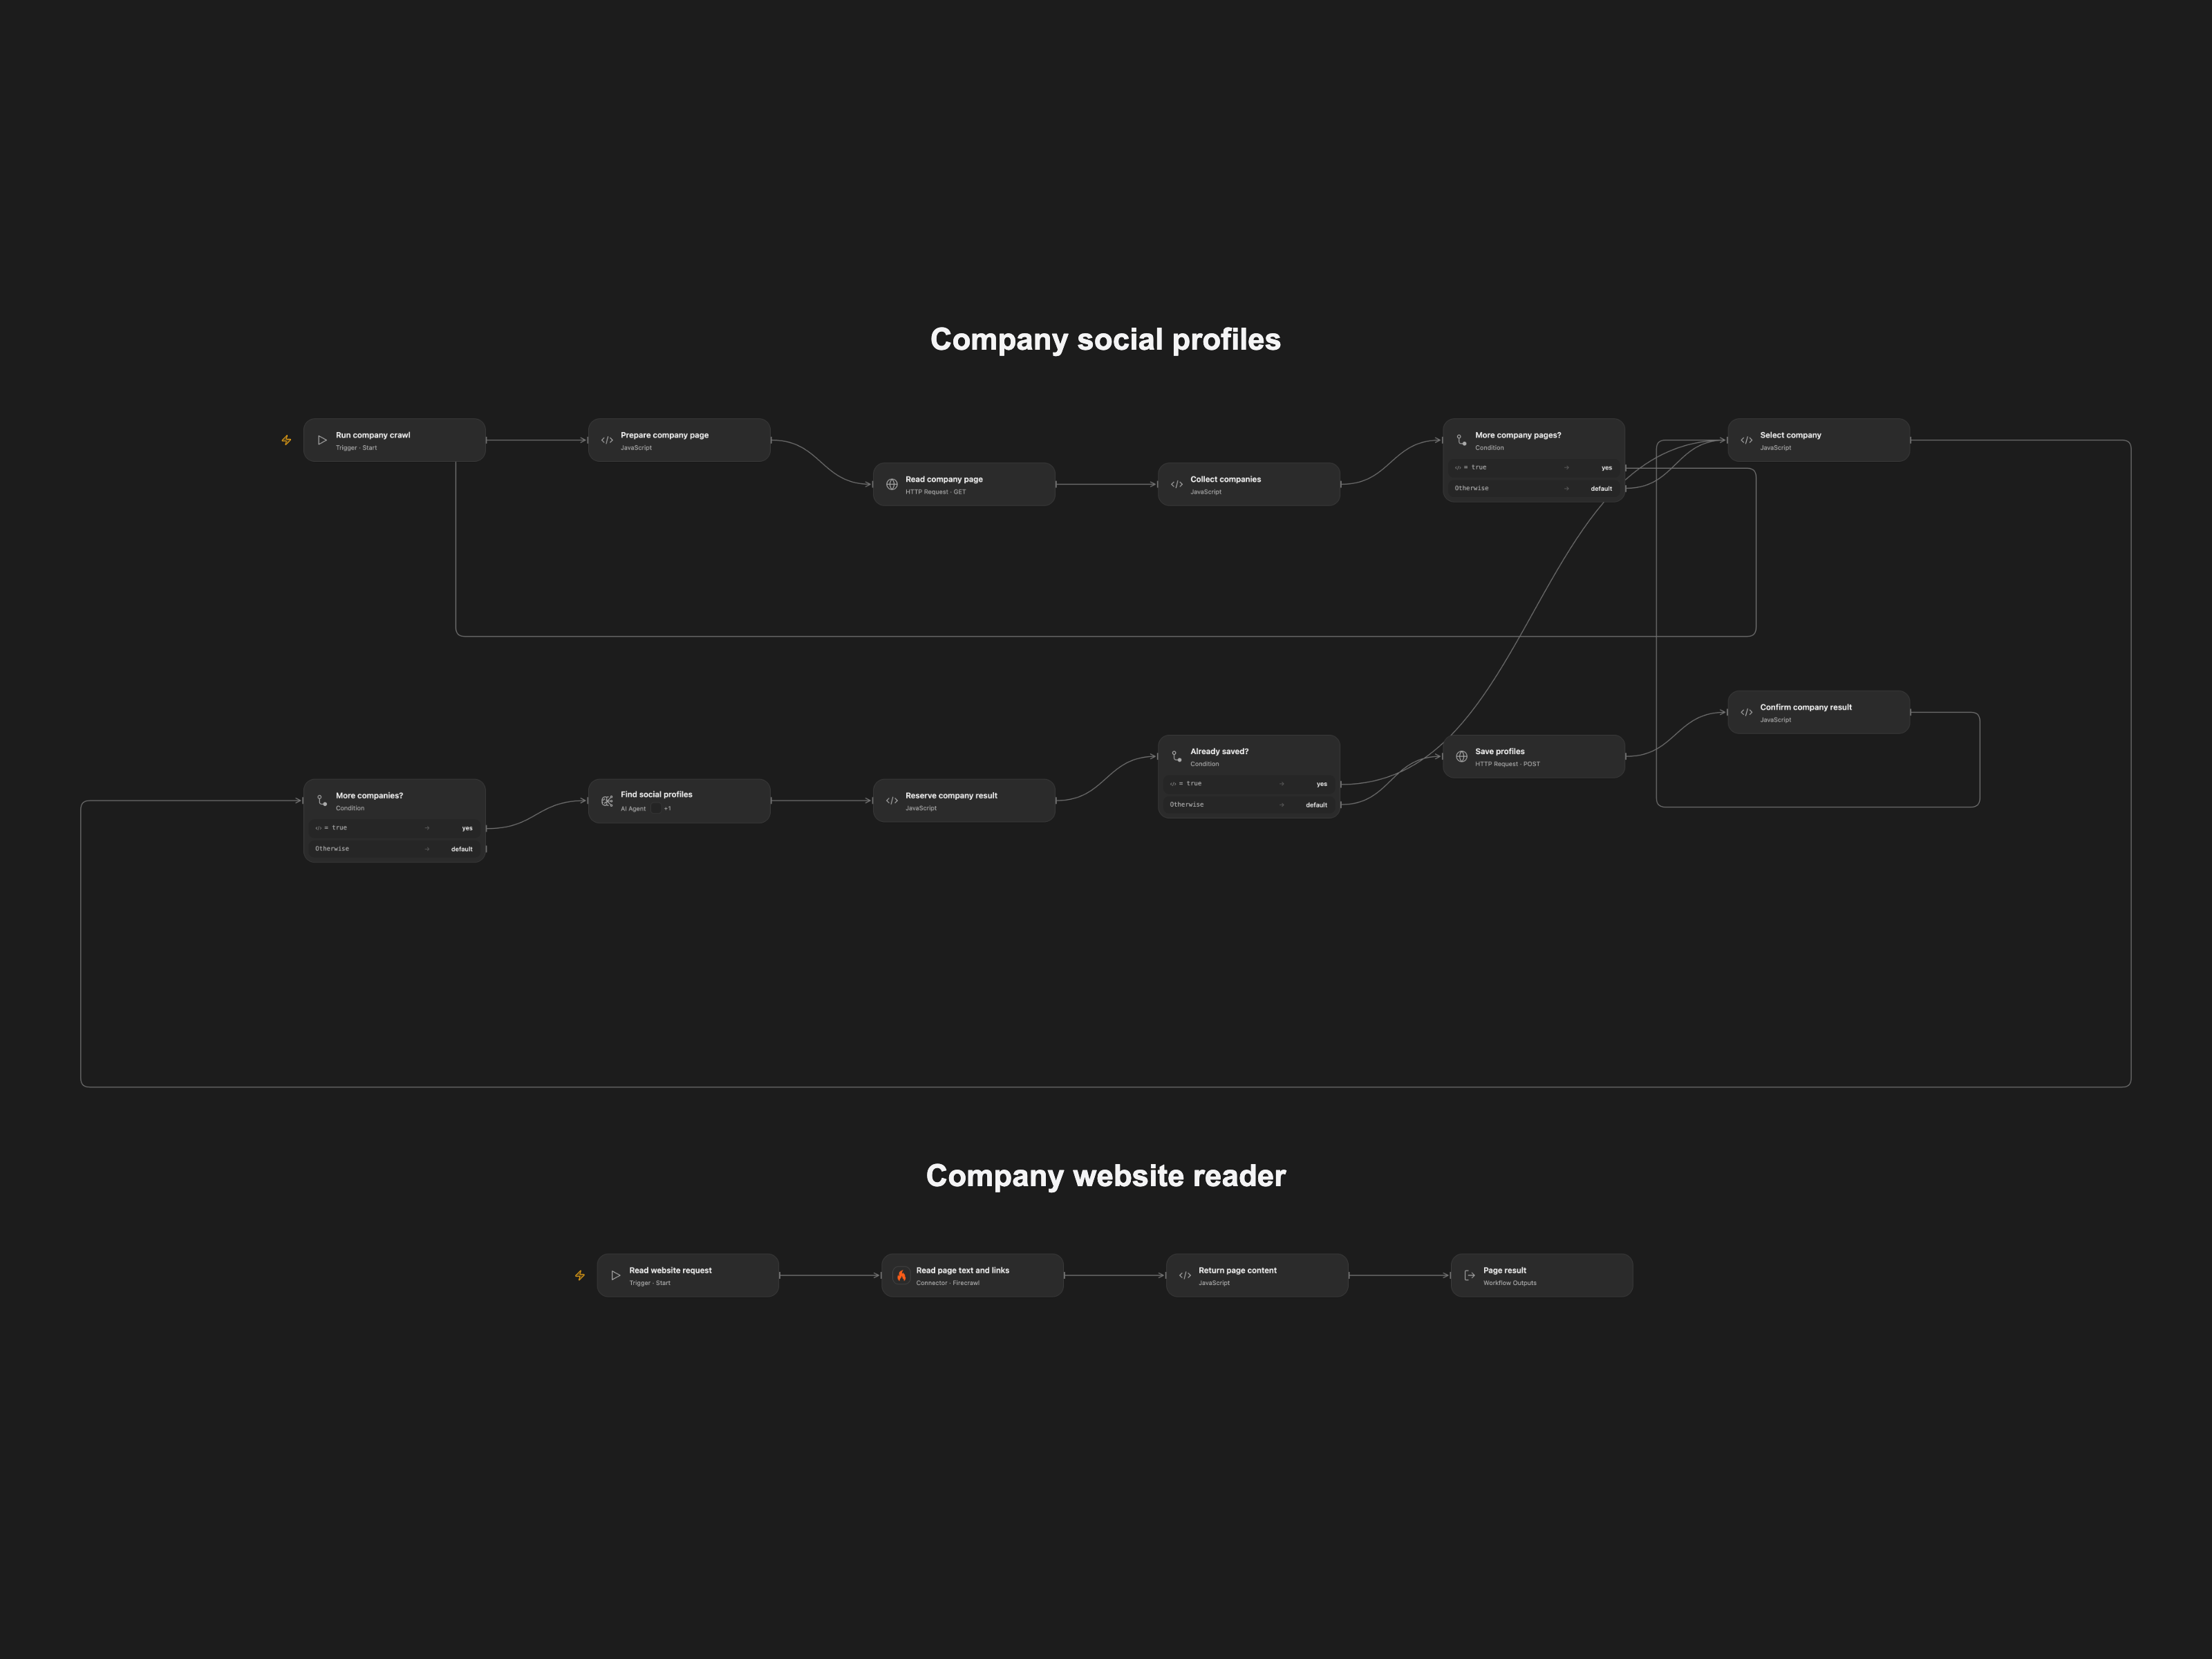 Company social profiles
Run company crawl
Trigger · Start
Prepare company page
JavaScript
Read company page
HTTP Request · GET
Collect companies
JavaScript
More company pages?
Condition
</> = true → yes
Otherwise → default
Select company
JavaScript
More companies?
Condition
</> = true → yes
Otherwise → default
Find social profiles
AI Agent +1
Reserve company result
JavaScript
Already saved?
Condition
</> = true → yes
Otherwise → default
Save profiles
HTTP Request · POST
Confirm company result
JavaScript
Company website reader
Read website request
Trigger · Start
Read page text and links
Connector · Firecrawl
Return page content
JavaScript
Page result
Workflow Outputs